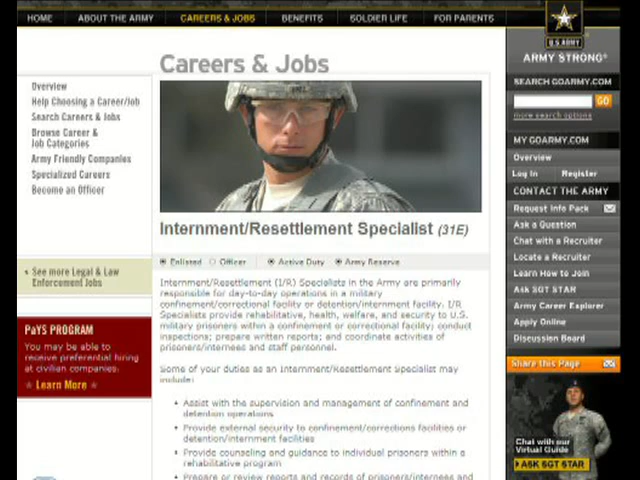 HOME ABOUT THE ARMY CAREERS & JOBS BENEFITS SOLDIER LIFE FOR PARENTS
U.S. ARMY
ARMY STRONG
Careers & Jobs
SEARCH GOARMY.COM
GO
more search options
Overview
Help Choosing a Career/Job
Search Careers & Jobs
Browse Career &
Job Categories
Army Friendly Companies
Specialized Careers
Become an Officer
MY GOARMY.COM
Overview
Log In Register
CONTACT THE ARMY
Request Info Pack
Ask a Question
Chat with a Recruiter
Locate a Recruiter
Learn How to Join
Ask SGT STAR
Army Career Explorer
Apply Online
Discussion Board
Share this Page
Internment/Resettlement Specialist (31E)
Enlisted Officer Active Duty Army Reserve
See more Legal & Law
Enforcement Jobs
PaYS PROGRAM
You may be able to
receive preferential hiring
at civilian companies.
Learn More
Internment/Resettlement (I/R) Specialists in the Army are primarily
responsible for day-to-day operations in a military
confinement/correctional facility or detention/internment facility. I/R
Specialists provide rehabilitative, health, welfare, and security to U.S.
military prisoners within a confinement or correctional facility; conduct
inspections; prepare written reports; and coordinate activities of
prisoners/internees and staff personnel.
Some of your duties as an Internment/Resettlement Specialist may
include:
• Assist with the supervision and management of confinement and
detention operations
• Provide external security to confinement/corrections facilities or
detention/internment facilities
• Provide counseling and guidance to individual prisoners within a
rehabilitative program
• Prepare or review reports and records of prisoners/internees and
Chat with our
Virtual Guide
ASK SGT STAR